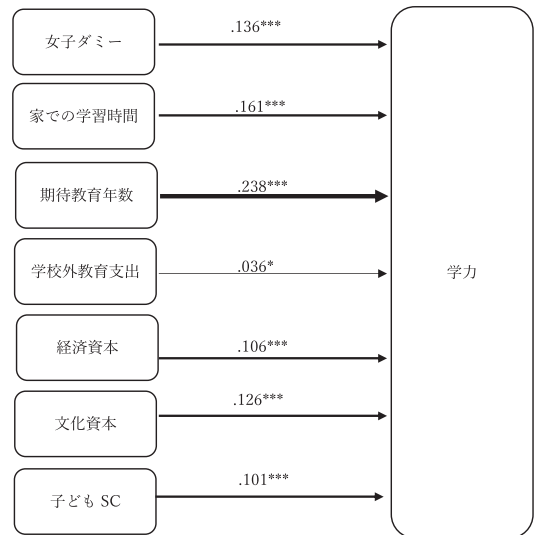 女子ダミー
.136***
家での学習時間
.161***
期待教育年数
.238***
学校外教育支出
.036*
学力
経済資本
.106***
文化資本
.126***
子ども SC
.101***